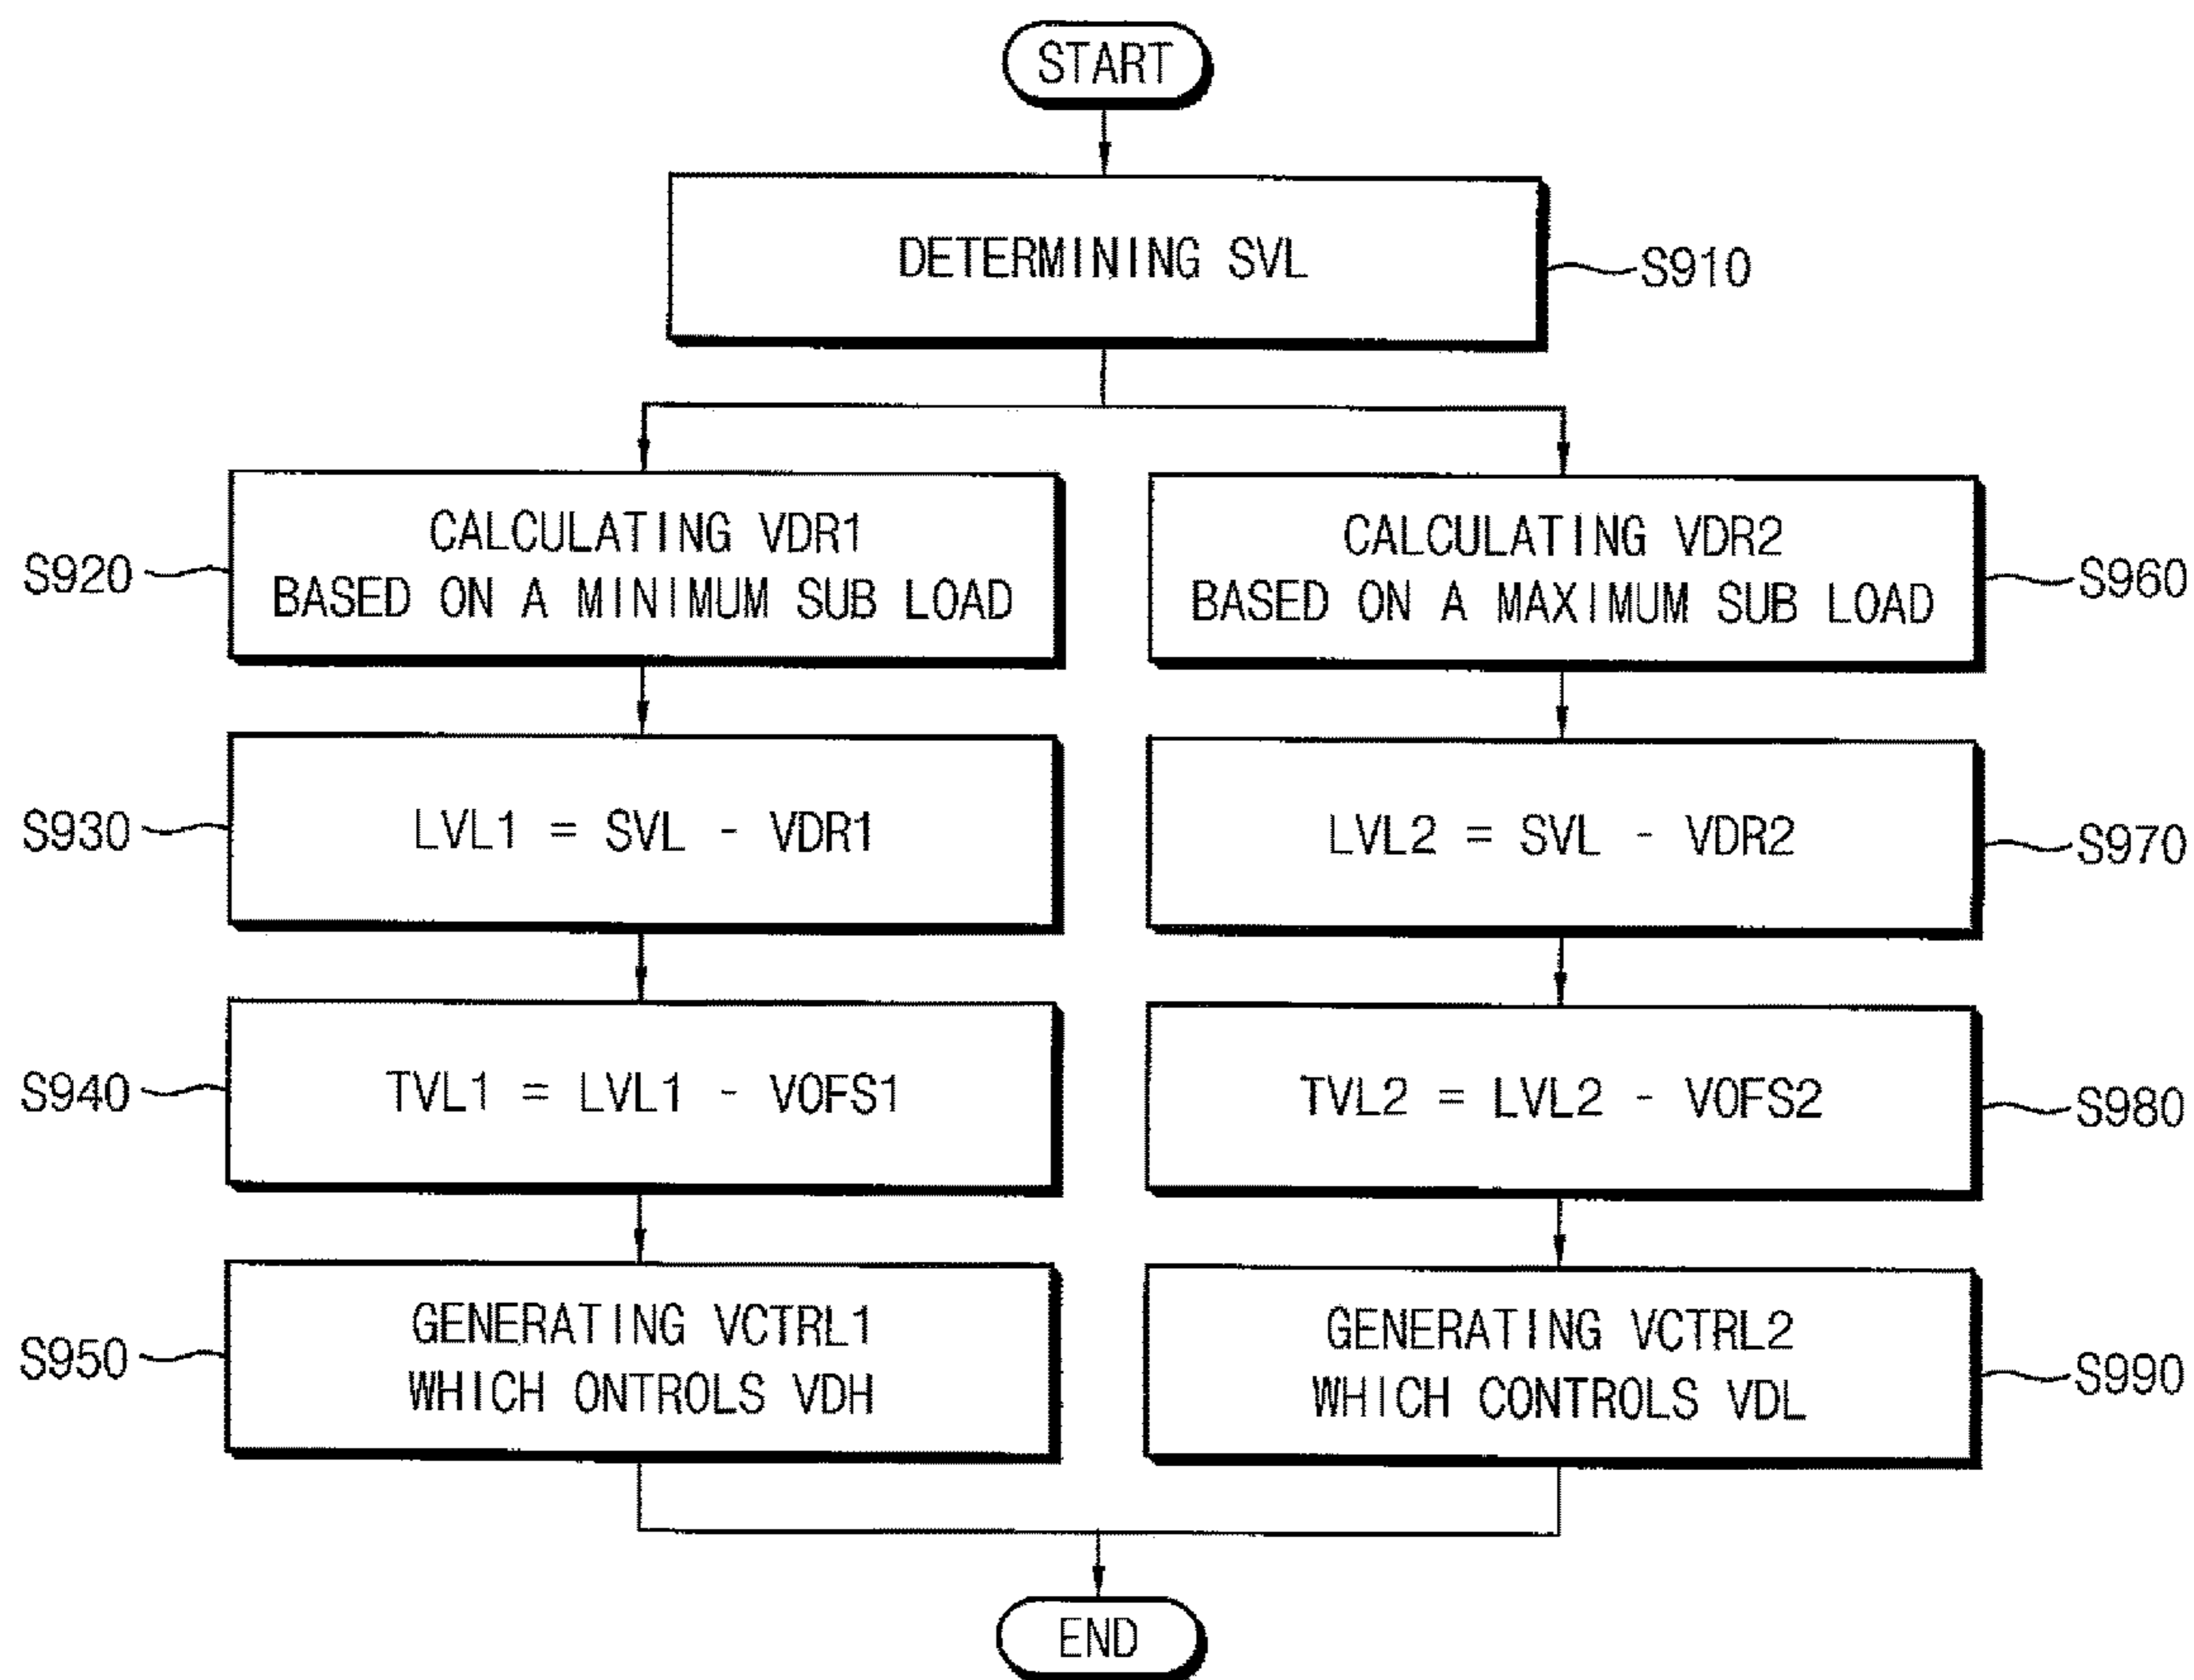 START
DETERMINING SVL
S910
CALCULATING VDR1
BASED ON A MINIMUM SUB LOAD
S920
CALCULATING VDR2
BASED ON A MAXIMUM SUB LOAD
S960
LVL1 = SVL - VDR1
S930
LVL2 = SVL - VDR2
S970
TVL1 = LVL1 - VOFS1
S940
TVL2 = LVL2 - VOFS2
S980
GENERATING VCTRL1
WHICH ONTROLS VDH
S950
GENERATING VCTRL2
WHICH CONTROLS VDL
S990
END